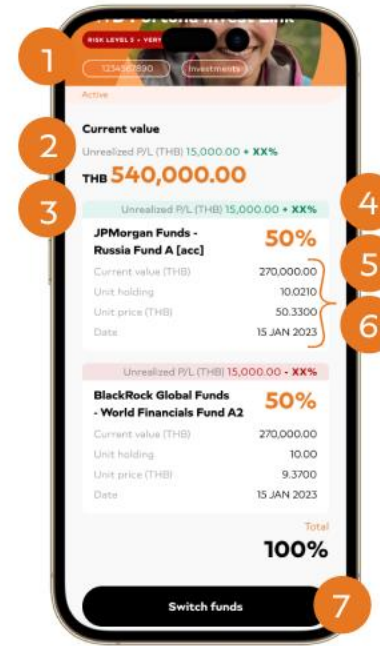 Fortuna Invest Link
RISK LEVEL 5 • VERY
1234567890
Investments
Active
Current value
Unrealized P/L (THB) 15,000.00 + XX%
THB 540,000.00
Unrealized P/L (THB) 15,000.00 + XX%
JPMorgan Funds -
Russia Fund A [acc]
50%
Current value (THB) 270,000.00
Unit holding 10.0210
Unit price (THB) 50.3300
Date 15 JAN 2023
Unrealized P/L (THB) 15,000.00 - XX%
BlackRock Global Funds
- World Financials Fund A2
50%
Current value (THB) 270,000.00
Unit holding 10.00
Unit price (THB) 9.3700
Date 15 JAN 2023
Total
100%
Switch funds
1
2
3
4
5
6
7